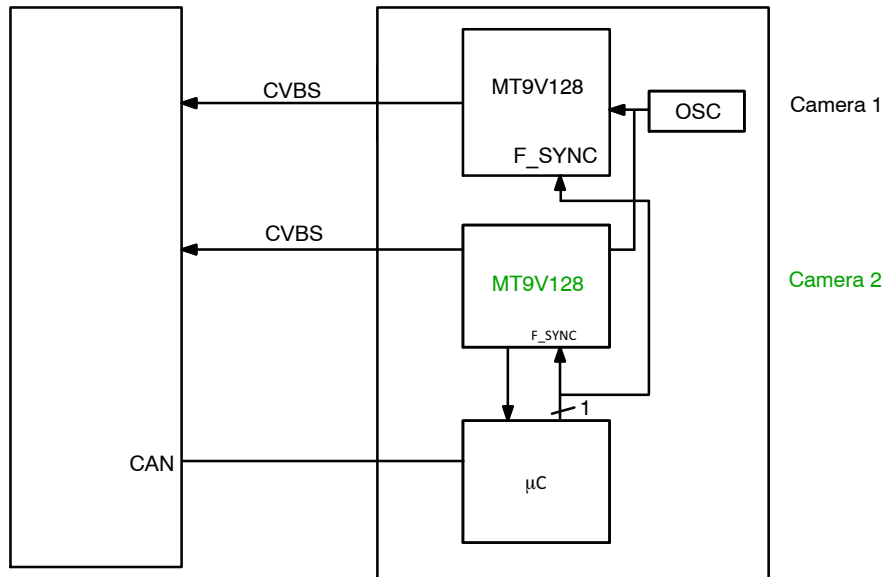 CVBS
MT9V128
OSC
Camera 1
F_SYNC
CVBS
MT9V128
Camera 2
F_SYNC
1
CAN
μC